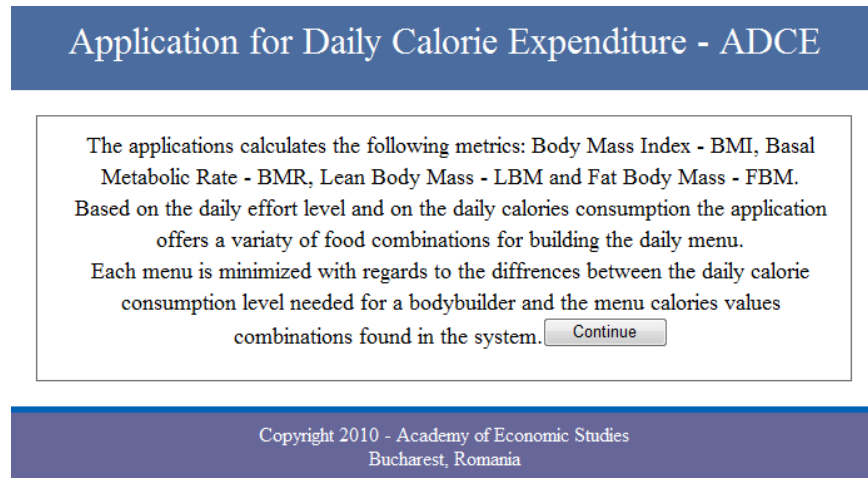 Application for Daily Calorie Expenditure - ADCE
The applications calculates the following metrics: Body Mass Index - BMI, Basal
Metabolic Rate - BMR, Lean Body Mass - LBM and Fat Body Mass - FBM.
Based on the daily effort level and on the daily calories consumption the application
offers a variaty of food combinations for building the daily menu.
Each menu is minimized with regards to the diffrences between the daily calorie
consumption level needed for a bodybuilder and the menu calories values
combinations found in the system. Continue
Copyright 2010 - Academy of Economic Studies
Bucharest, Romania